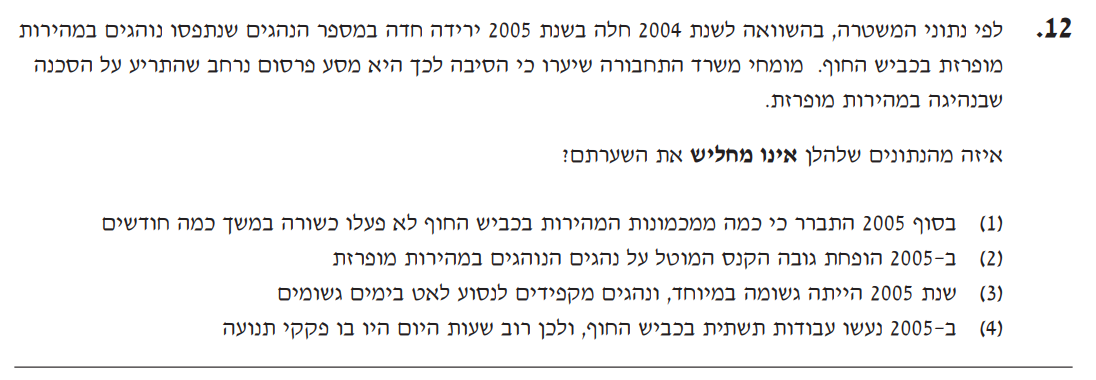 12. לפי נתוני המשטרה, בהשוואה לשנת 2004 חלה בשנת 2005 ירידה חדה במספר הנהגים שנתפסו נוהגים במהירות
מופרזת בכביש החוף. מומחי משרד התחבורה שיערו כי הסיבה לכך היא מסע פרסום נרחב שהתריע על הסכנה
שבנהיגה במהירות מופרזת.
איזה מהנתונים שלהלן אינו מחליש את השערתם?
(1) בסוף 2005 התברר כי כמה ממכמונות המהירות בכביש החוף לא פעלו כשורה במשך כמה חודשים
(2) ב-2005 הופחת גובה הקנס המוטל על נהגים הנוהגים במהירות מופרזת
(3) שנת 2005 הייתה גשומה במיוחד, ונהגים מקפידים לנסוע לאט בימים גשומים
(4) ב-2005 נעשו עבודות תשתית בכביש החוף, ולכן רוב שעות היום היו בו פקקי תנועה